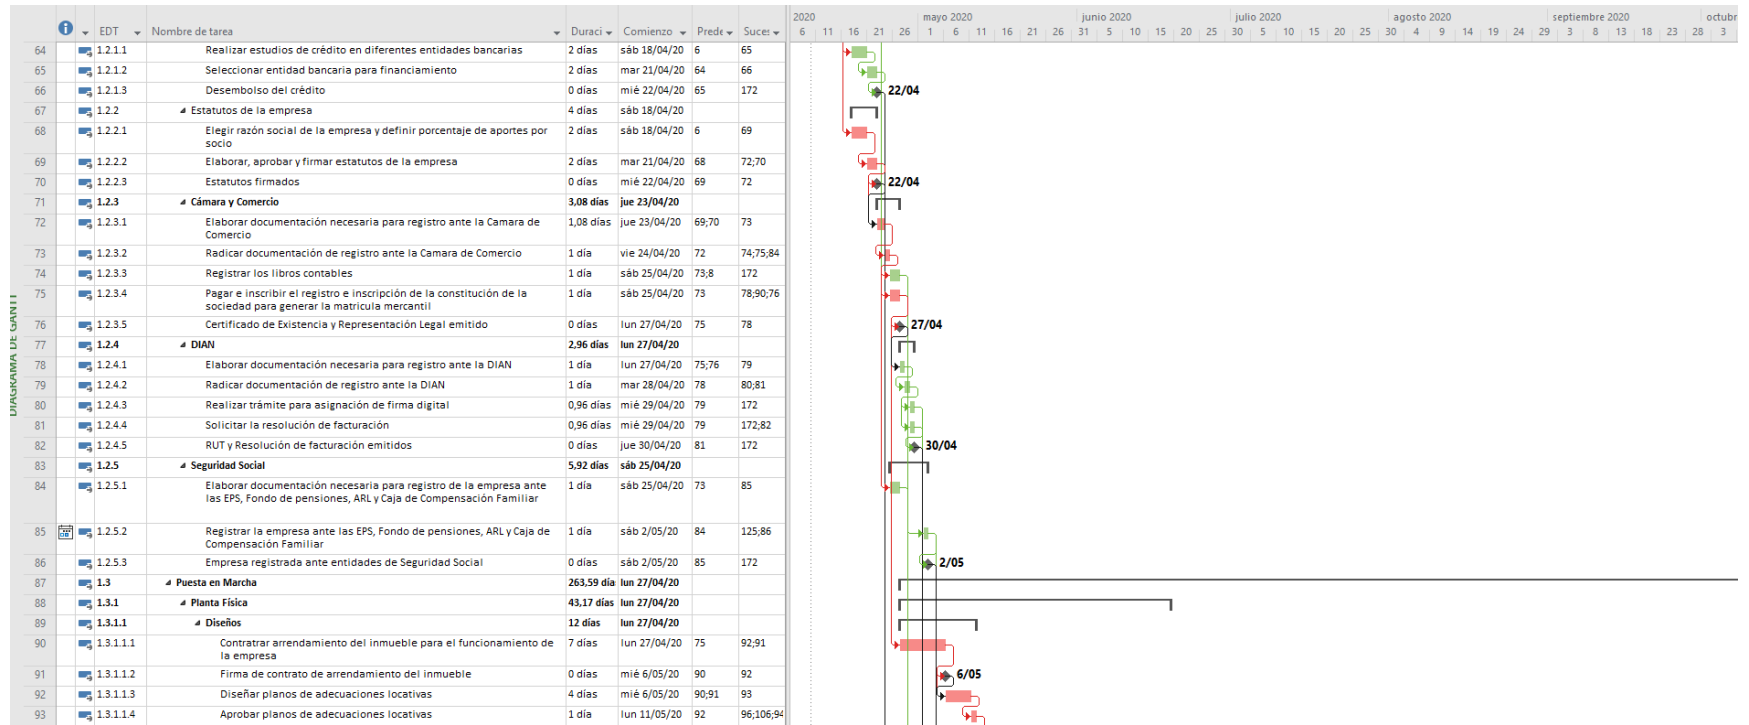 2020 mayo 2020 junio 2020 julio 2020 agosto 2020 septiembre 2020 octubr
EDT Nombre de tarea Duraci Comienzo Prede Suce: 6 11 16 21 26 1 6 11 16 21 26 31 5 10 15 20 25 30 5 10 15 20 25 30 4 9 14 19 24 29 3 8 13 18 23 28 3
64 1.2.1.1 Realizar estudios de crédito en diferentes entidades bancarias 2 días sáb 18/04/20 6 65
65 1.2.1.2 Seleccionar entidad bancaria para financiamiento 2 días mar 21/04/20 64 66
66 1.2.1.3 Desembolso del crédito 0 días mié 22/04/20 65 172 22/04
67 1.2.2 Estatutos de la empresa 4 días sáb 18/04/20
68 1.2.2.1 Elegir razón social de la empresa y definir porcentaje de aportes por 2 días sáb 18/04/20 6 69
socio
69 1.2.2.2 Elaborar, aprobar y firmar estatutos de la empresa 2 días mar 21/04/20 68 72;70
70 1.2.2.3 Estatutos firmados 0 días mié 22/04/20 69 72 22/04
71 1.2.3 Cámara y Comercio 3,08 días jue 23/04/20
72 1.2.3.1 Elaborar documentación necesaria para registro ante la Camara de 1,08 días jue 23/04/20 69;70 73
Comercio
73 1.2.3.2 Radicar documentación de registro ante la Camara de Comercio 1 día vie 24/04/20 72 74;75;84
74 1.2.3.3 Registrar los libros contables 1 día sáb 25/04/20 73;8 172
75 1.2.3.4 Pagar e inscribir el registro e inscripción de la constitución de la 1 día sáb 25/04/20 73 78;90;76
sociedad para generar la matricula mercantil
76 1.2.3.5 Certificado de Existencia y Representación Legal emitido 0 días lun 27/04/20 75 78 27/04
77 1.2.4 DIAN 2,96 días lun 27/04/20
78 1.2.4.1 Elaborar documentación necesaria para registro ante la DIAN 1 día lun 27/04/20 75;76 79
79 1.2.4.2 Radicar documentación de registro ante la DIAN 1 día mar 28/04/20 78 80;81
80 1.2.4.3 Realizar trámite para asignación de firma digital 0,96 días mié 29/04/20 79 172
81 1.2.4.4 Solicitar la resolución de facturación 0,96 días mié 29/04/20 79 172;82
82 1.2.4.5 RUT y Resolución de facturación emitidos 0 días jue 30/04/20 81 172 30/04
83 1.2.5 Seguridad Social 5,92 días sáb 25/04/20
84 1.2.5.1 Elaborar documentación necesaria para registro de la empresa ante 1 día sáb 25/04/20 73 85
las EPS, Fondo de pensiones, ARL y Caja de Compensación Familiar
85 1.2.5.2 Registrar la empresa ante las EPS, Fondo de pensiones, ARL y Caja de 1 día sáb 2/05/20 84 125;86
Compensación Familiar
86 1.2.5.3 Empresa registrada ante entidades de Seguridad Social 0 días sáb 2/05/20 85 172 2/05
87 1.3 Puesta en Marcha 263,59 día lun 27/04/20
88 1.3.1 Planta Física 43,17 días lun 27/04/20
89 1.3.1.1 Diseños 12 días lun 27/04/20
90 1.3.1.1.1 Contratrar arrendamiento del inmueble para el funcionamiento de 7 días lun 27/04/20 75 92;91
la empresa
91 1.3.1.1.2 Firma de contrato de arrendamiento del inmueble 0 días mié 6/05/20 90 92 6/05
92 1.3.1.1.3 Diseñar planos de adecuaciones locativas 4 días mié 6/05/20 90;91 93
93 1.3.1.1.4 Aprobar planos de adecuaciones locativas 1 día lun 11/05/20 92 96;106;94
DIAGRAMA DE GANTT